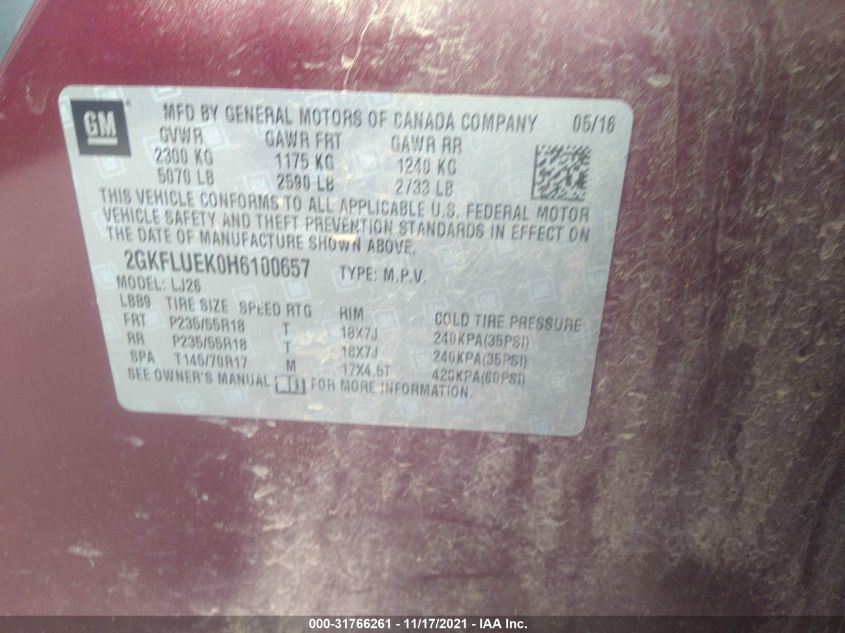 GM
MFD BY GENERAL MOTORS OF CANADA COMPANY 05/16
GVWR GAWR FRT GAWR RR
2300 KG 1175 KG 1240 KG
5070 LB 2590 LB 2733 LB
THIS VEHICLE CONFORMS TO ALL APPLICABLE U.S. FEDERAL MOTOR
VEHICLE SAFETY AND THEFT PREVENTION STANDARDS IN EFFECT ON
THE DATE OF MANUFACTURE SHOWN ABOVE.
2GKFLUEK0H6100657 TYPE: M.P.V.
MODEL: LJ26
LBB9 TIRE SIZE SPEED RTG RIM COLD TIRE PRESSURE
FRT P235/55R18 T 18X7J 240KPA(35PSI)
RR P235/55R18 T 18X7J 240KPA(35PSI)
SPA T145/70R17 M 17X4.5T 420KPA(60PSI)
SEE OWNER'S MANUAL FOR MORE INFORMATION.
000-31766261 - 11/17/2021 - IAA Inc.